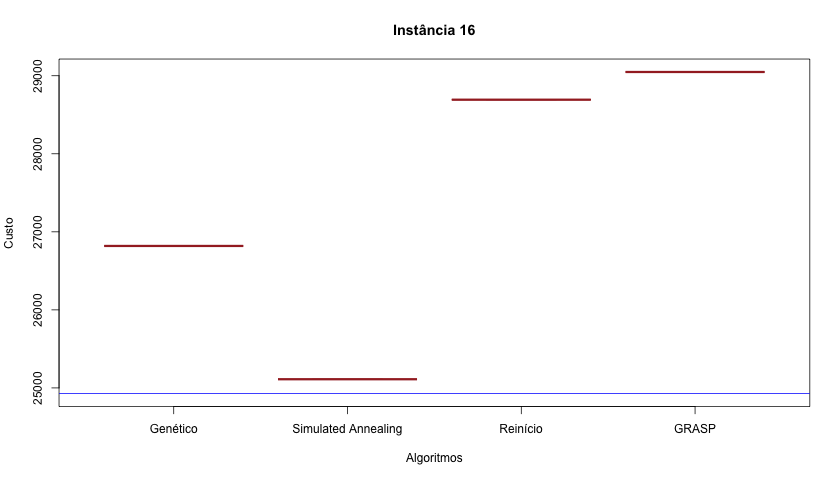 Instância 16
29000
28000
27000
26000
25000
Custo
Genético
Simulated Annealing
Reinício
GRASP
Algoritmos